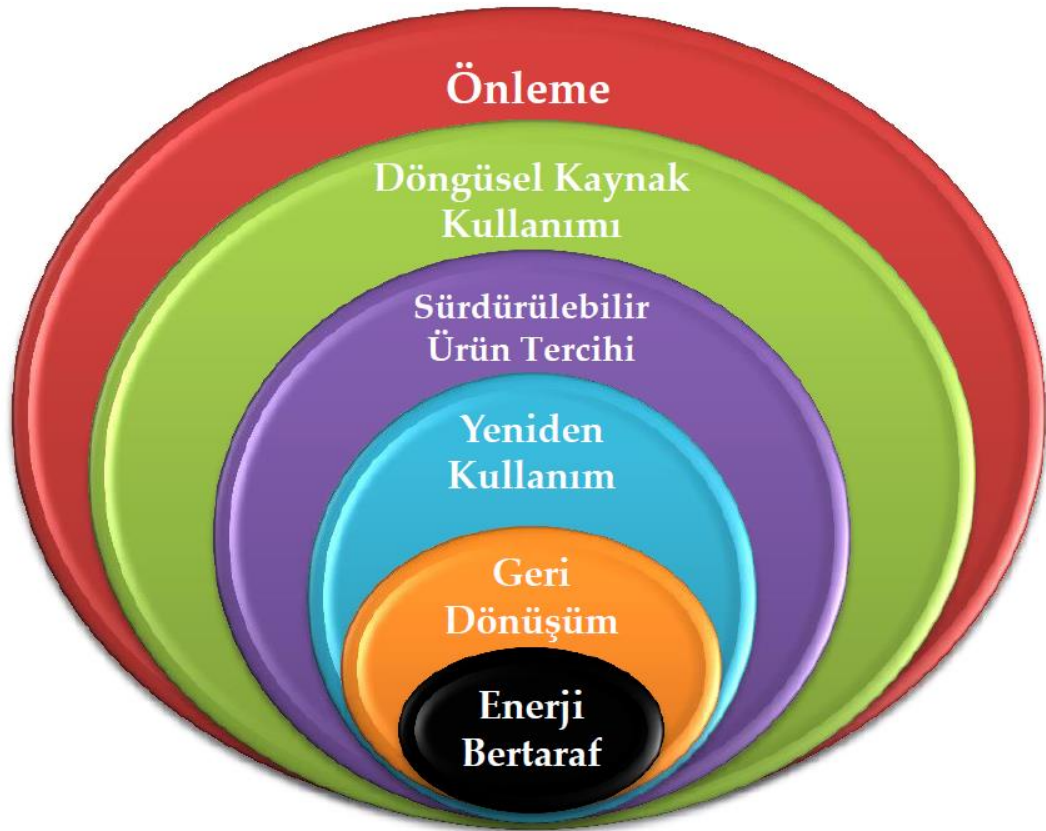 Önleme
Döngüsel Kaynak
Kullanımı
Sürdürülebilir
Ürün Tercihi
Yeniden
Kullanım
Geri
Dönüşüm
Enerji
Bertaraf